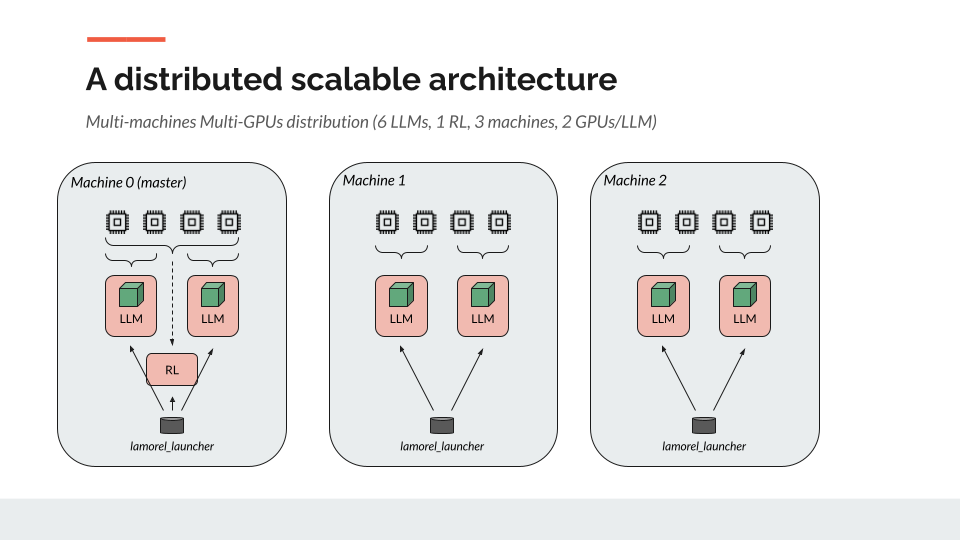 A distributed scalable architecture
Multi-machines Multi-GPUs distribution (6 LLMs, 1 RL, 3 machines, 2 GPUs/LLM)
Machine 0 (master)
LLM
LLM
RL
lamorel_launcher
Machine 1
LLM
LLM
lamorel_launcher
Machine 2
LLM
LLM
lamorel_launcher